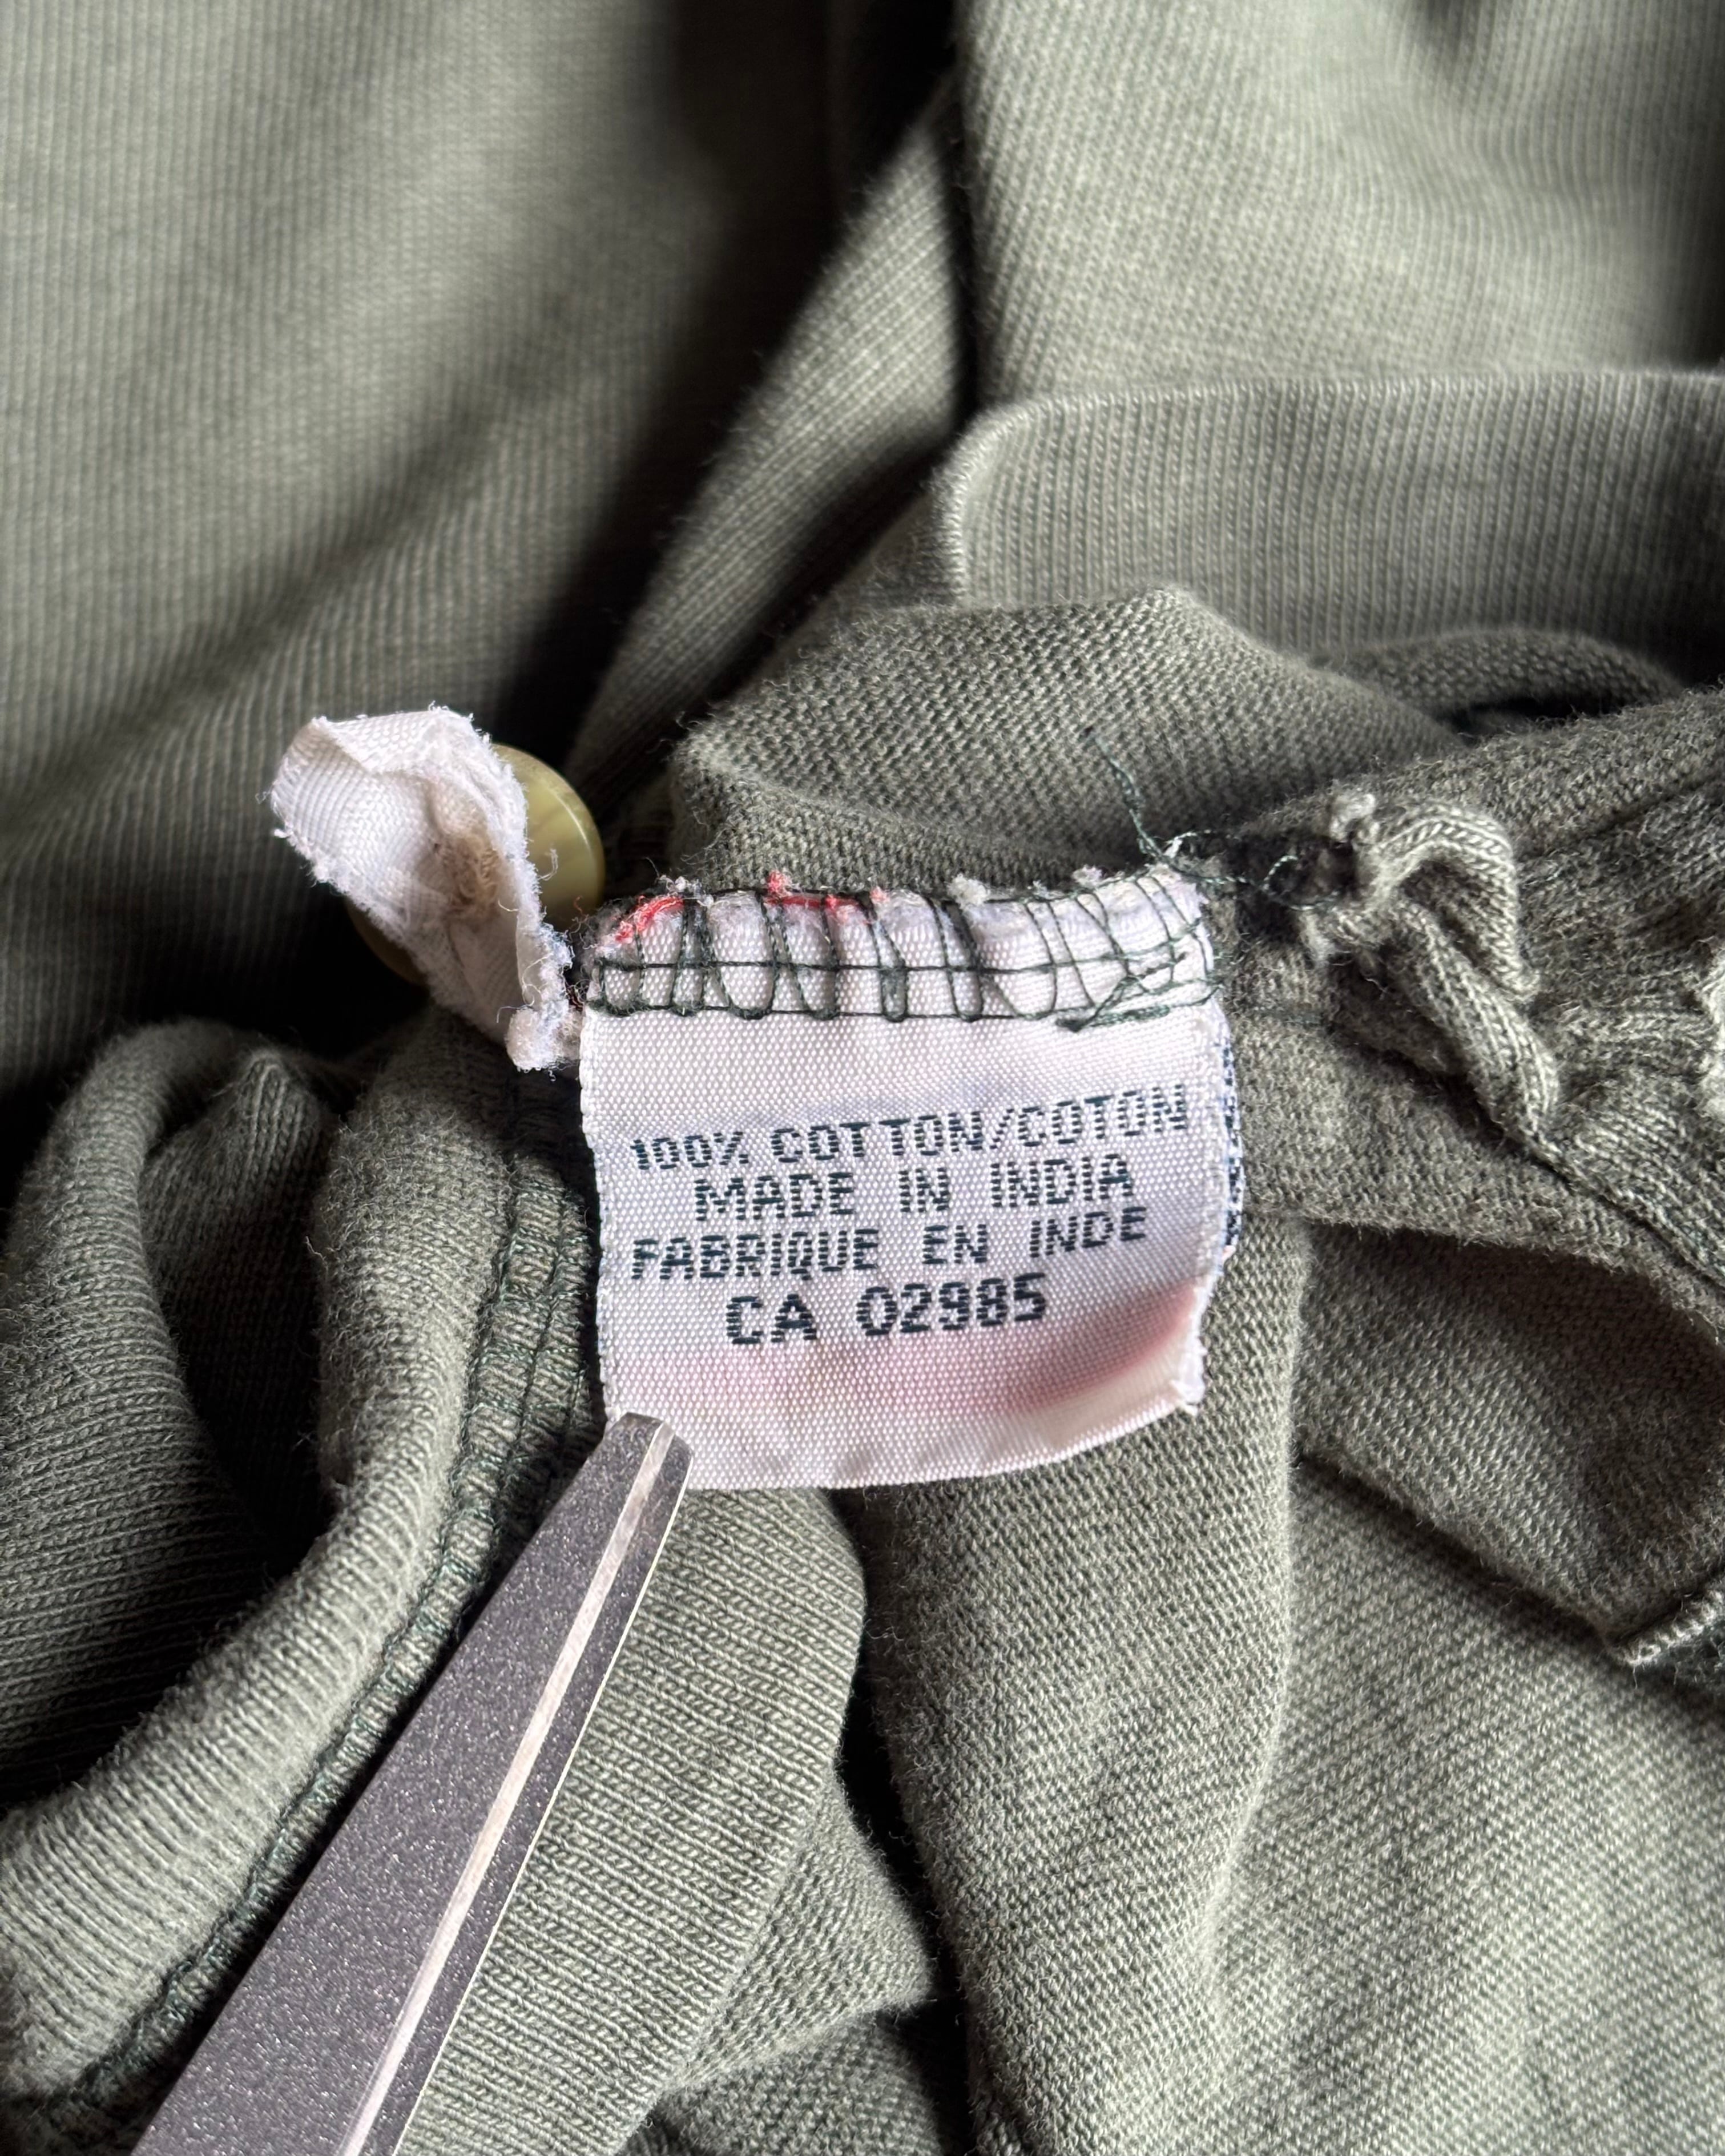 100% COTTON/COTON
MADE IN INDIA
FABRIQUE EN INDE
CA 02985